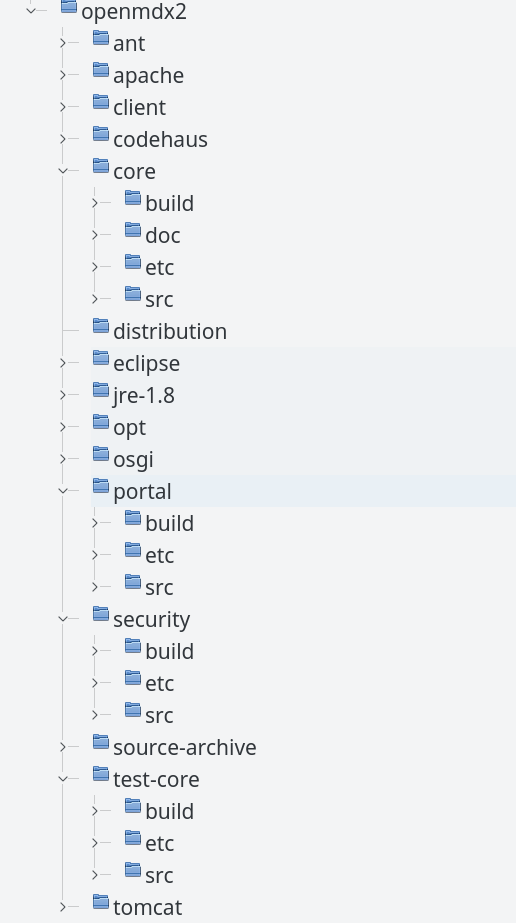 openmdx2
ant
apache
client
codehaus
core
build
doc
etc
src
distribution
eclipse
jre-1.8
opt
osgi
portal
build
etc
src
security
build
etc
src
source-archive
test-core
build
etc
src
tomcat